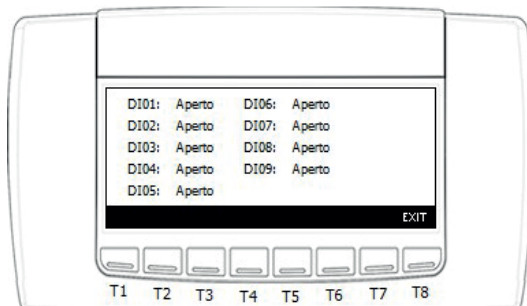 DI01: Aperto DI06: Aperto
DI02: Aperto DI07: Aperto
DI03: Aperto DI08: Aperto
DI04: Aperto DI09: Aperto
DI05: Aperto
EXIT
T1 T2 T3 T4 T5 T6 T7 T8